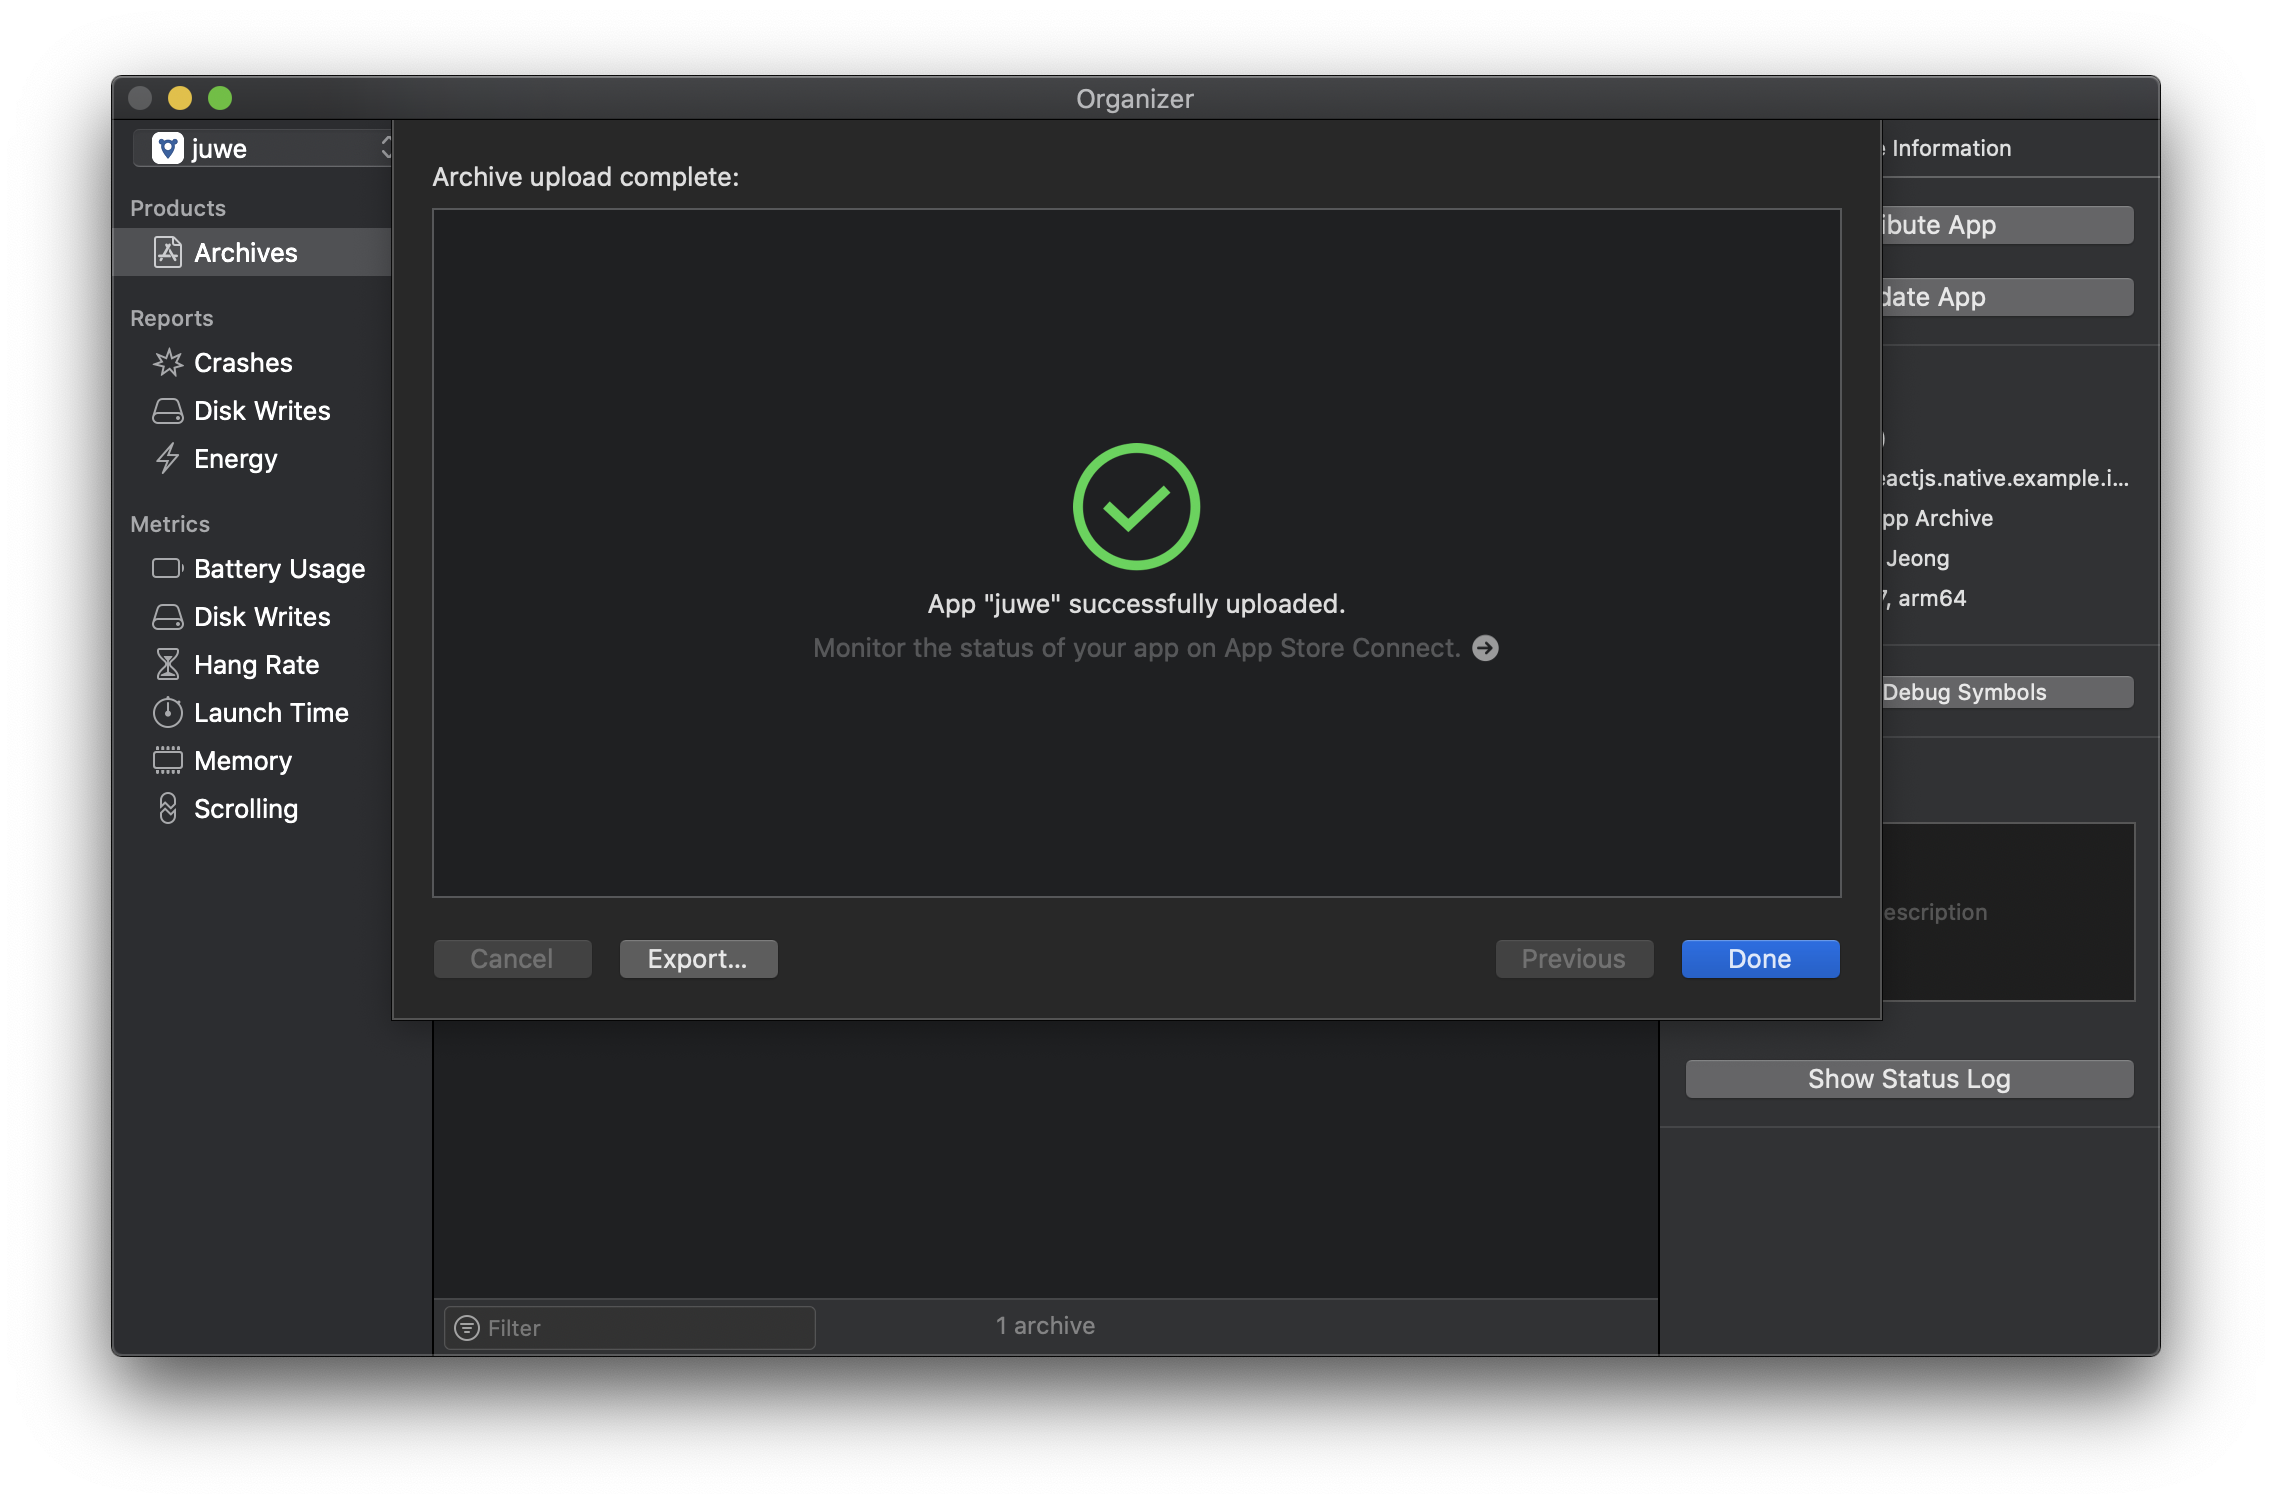 Organizer
juwe
Products
Archives
Reports
Crashes
Disk Writes
Energy
Metrics
Battery Usage
Disk Writes
Hang Rate
Launch Time
Memory
Scrolling
Archive upload complete:
App "juwe" successfully uploaded.
Monitor the status of your app on App Store Connect.
Cancel
Export...
Previous
Done
Filter
1 archive
Information
ibute App
date App
eactjs.native.example.i...
pp Archive
Jeong
7, arm64
Debug Symbols
escription
Show Status Log